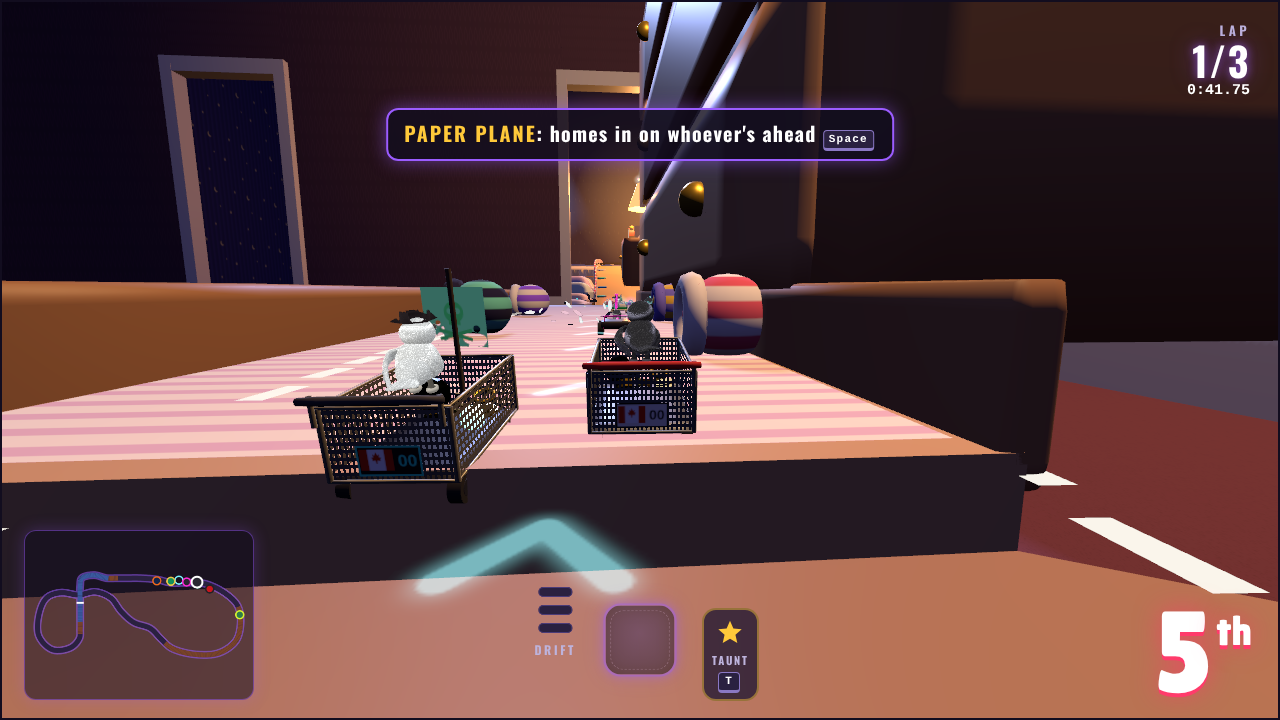 LAP
1/3
0:41.75
PAPER PLANE: homes in on whoever's ahead Space
00
00
DRIFT
TAUNT
T
5th